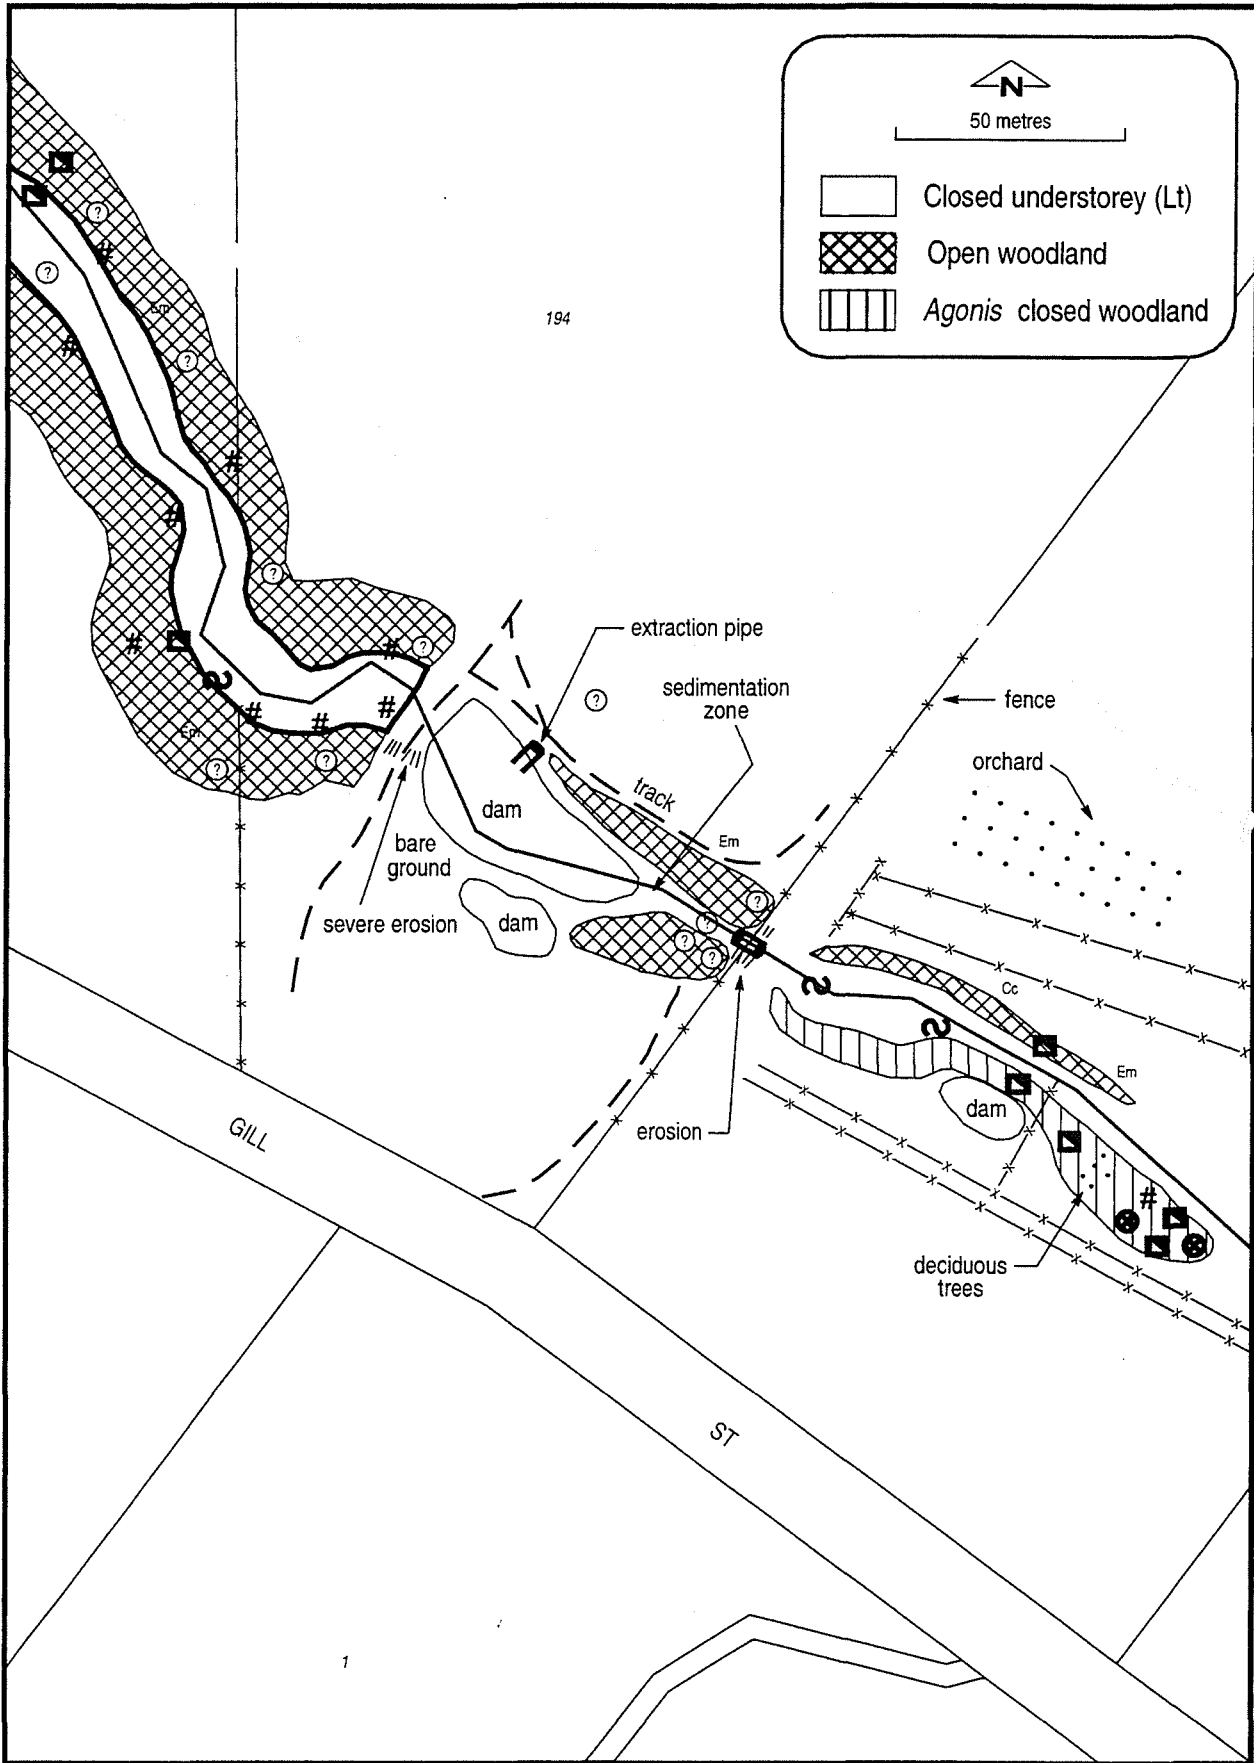 N
50 metres
Closed understorey (Lt)
Open woodland
Agonis closed woodland
?
?
Em
?
194
#
#
#
#
?
?
#
#
#
#
#
Em
?
?
extraction pipe
?
sedimentation
zone
fence
orchard
track
dam
Em
bare
ground
severe erosion
dam
?
?
?
?
Cc
Em
dam
erosion
#
deciduous
trees
GILL
ST
1